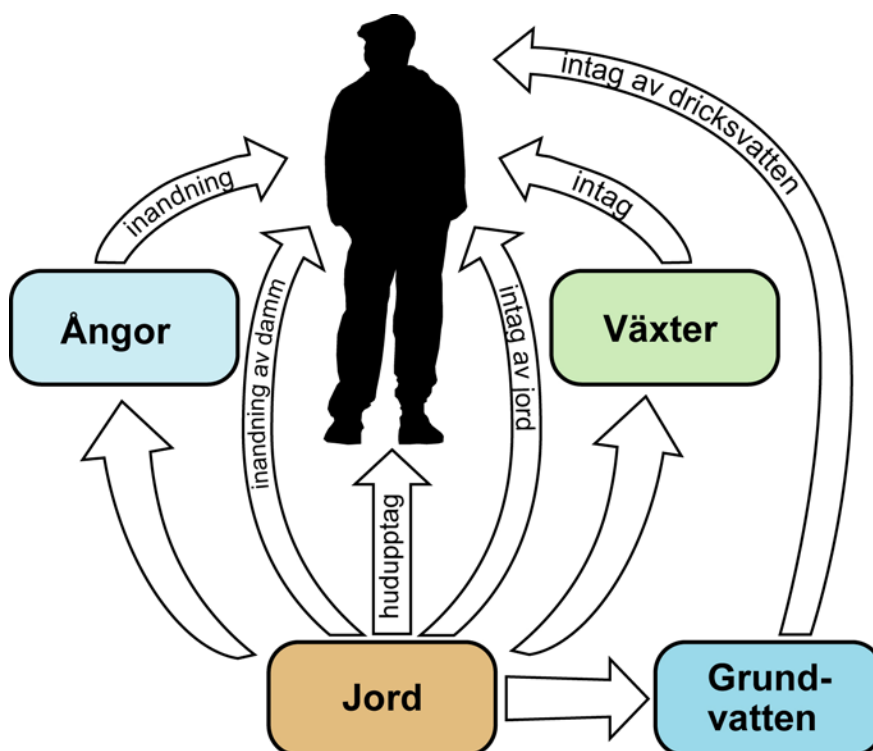 intag av dricksvatten
inandning
intag
Ångor
inandning av damm
intag av jord
Växter
hudupptag
Jord
Grund-
vatten